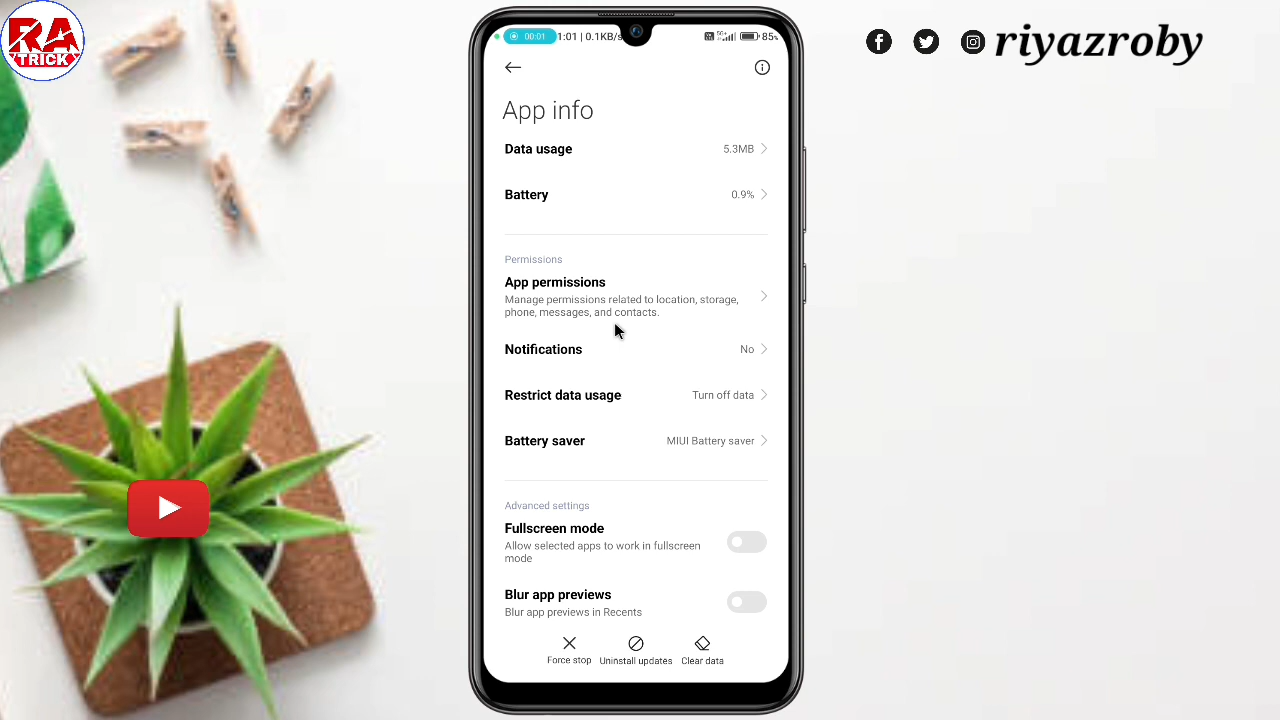 RA
TRICK
riyazroby
00:01 1:01 | 0.1KB/s 85%
App info
Data usage 5.3MB
Battery 0.9%
Permissions
App permissions
Manage permissions related to location, storage,
phone, messages, and contacts.
Notifications No
Restrict data usage Turn off data
Battery saver MIUI Battery saver
Advanced settings
Fullscreen mode
Allow selected apps to work in fullscreen
mode
Blur app previews
Blur app previews in Recents
Force stop Uninstall updates Clear data